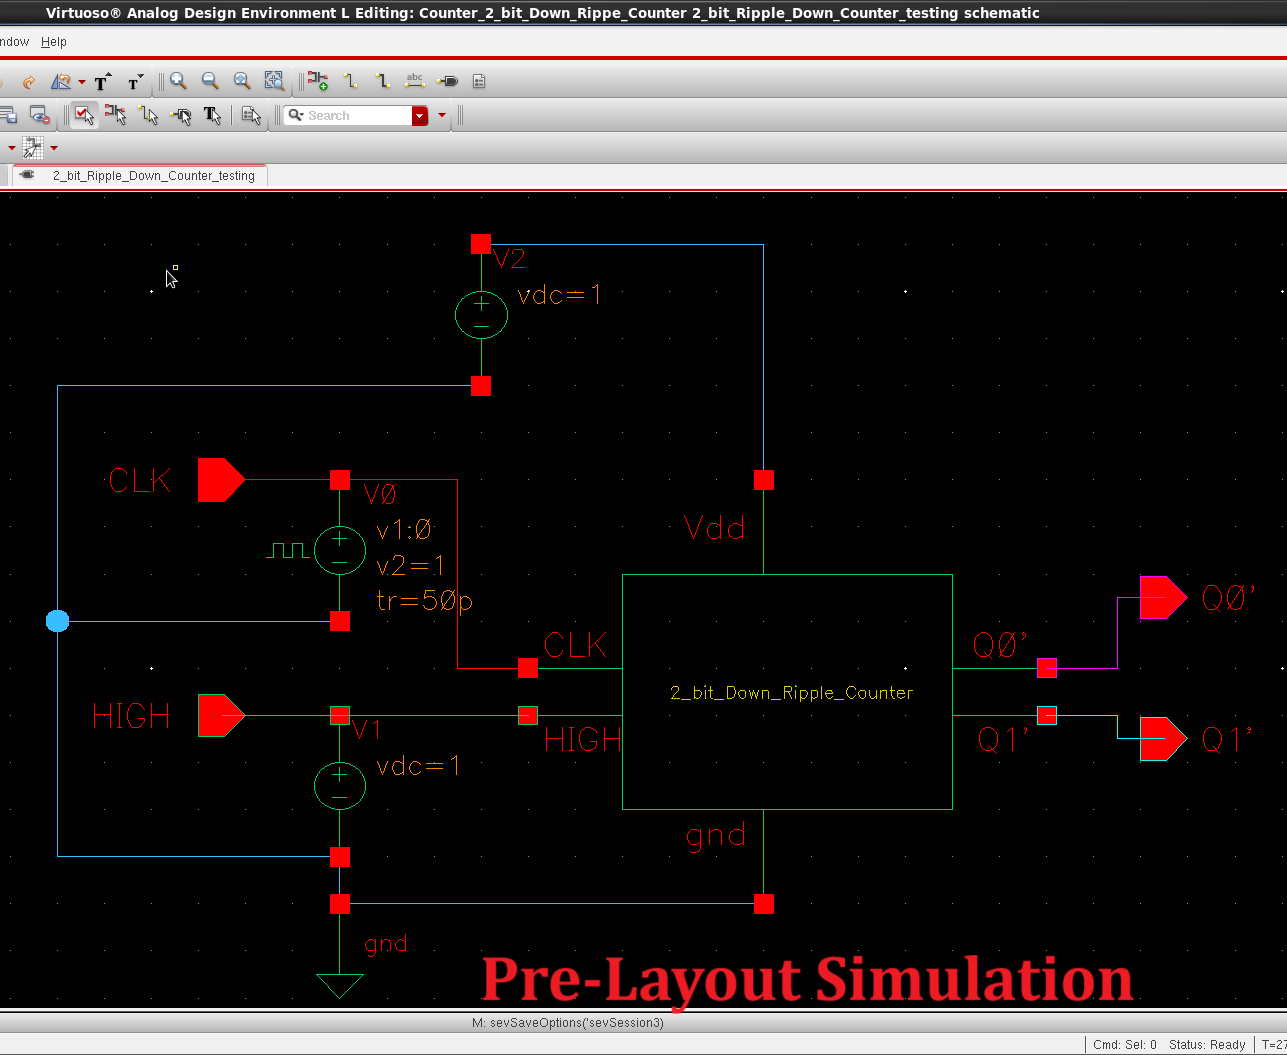 Virtuoso® Analog Design Environment L Editing: Counter_2_bit_Down_Rippe_Counter 2_bit_Ripple_Down_Counter_testing schematic
ndow Help
T T
abc
T
Search
2_bit_Ripple_Down_Counter_testing
V2
vdc=1
CLK
V0
v1:0
v2=1
tr=50p
Vdd
Q0'
CLK
Q0'
2_bit_Down_Ripple_Counter
HIGH
V1
HIGH
Q1'
Q1'
vdc=1
gnd
gnd
Pre-Layout Simulation
M: sevSaveOptions('sevSession3)
Cmd: Sel: 0 Status: Ready T=27